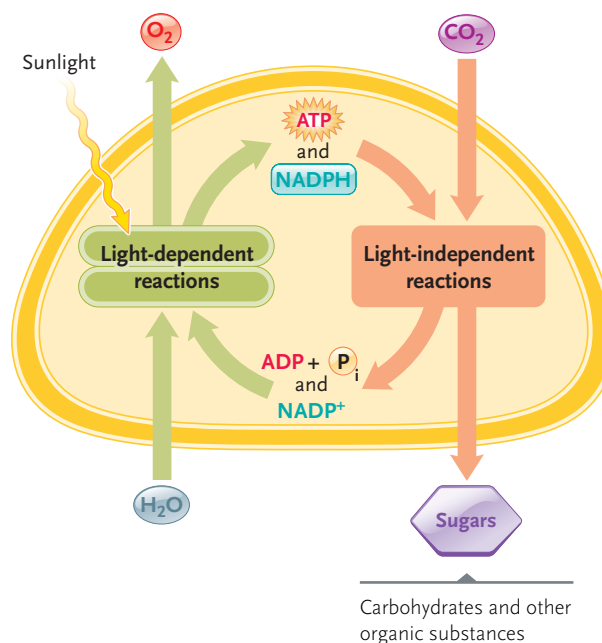 O₂
CO₂
Sunlight
ATP
and
NADPH
Light-dependent
reactions
Light-independent
reactions
ADP + Pᵢ
and
NADP⁺
H₂O
Sugars
Carbohydrates and other
organic substances